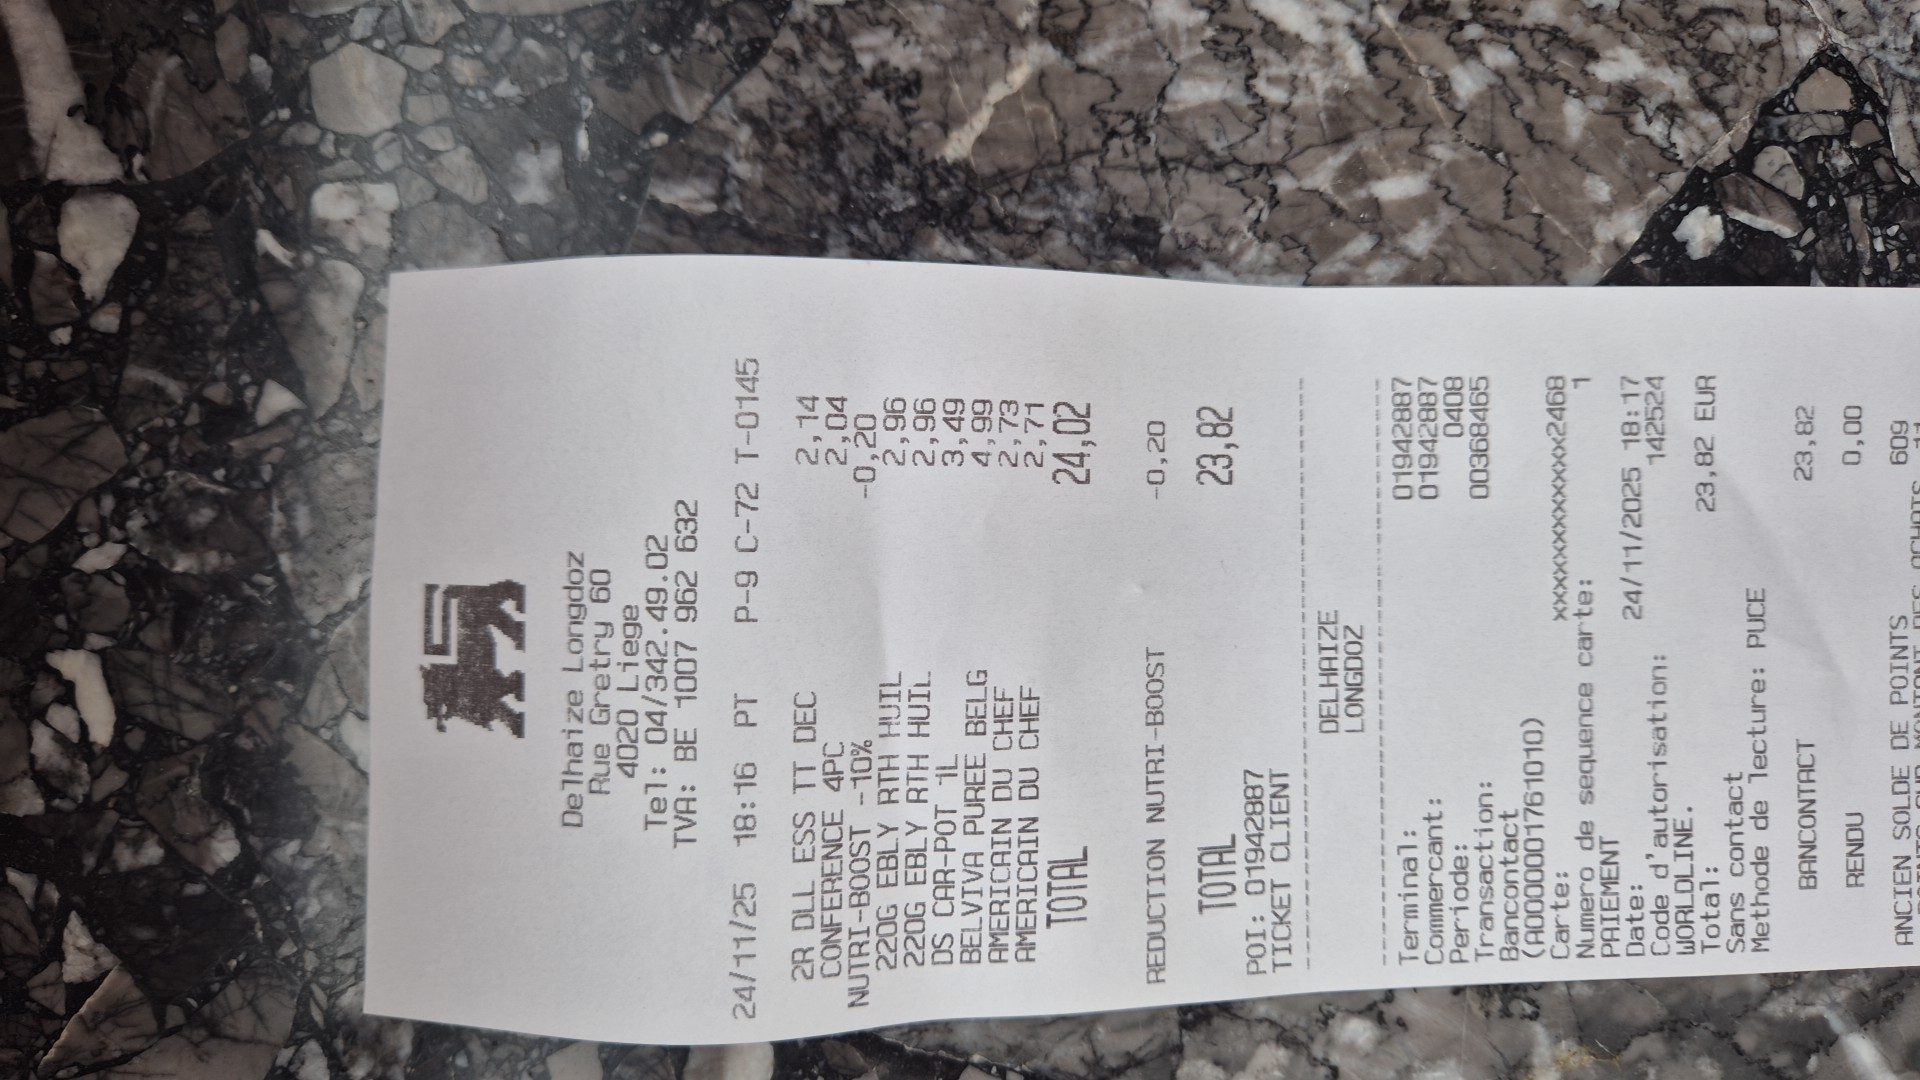 Delhaize Longdoz
Rue Gretry 60
4020 Liege
Tel: 04/342.49.02
TVA: BE 1007 962 632
24/11/25 18:16 PT P-9 C-72 T-0145
2R DLL ESS TT DEC 2,14
CONFERENCE 4PC 2,04
NUTRI-BOOST -10% -0,20
220G EBLY RTH HUIL 2,96
220G EBLY RTH HUIL 2,96
DS CAR-POT 1L 3,49
BELVIVA PUREE BELG 4,99
AMERICAIN DU CHEF 2,73
AMERICAIN DU CHEF 2,71
TOTAL 24,02
REDUCTION NUTRI-BOOST -0,20
TOTAL 23,82
POI: 01942887
TICKET CLIENT
DELHAIZE
LONGDOZ
Terminal: 01942887
Commercant: 01942887
Periode: 0408
Transaction: 00368465
Bancontact
(A0000001761010)
Carte: xxxxxxxxxxxxx2468
Numero de sequence carte: 1
PAIEMENT
Date: 24/11/2025 18:17
Code d'autorisation: 142524
WORLDLINE.
Total: 23,82 EUR
Sans contact
Methode de lecture: PUCE
BANCONTACT 23,82
RENDU 0,00
ANCIEN SOLDE DE POINTS 609